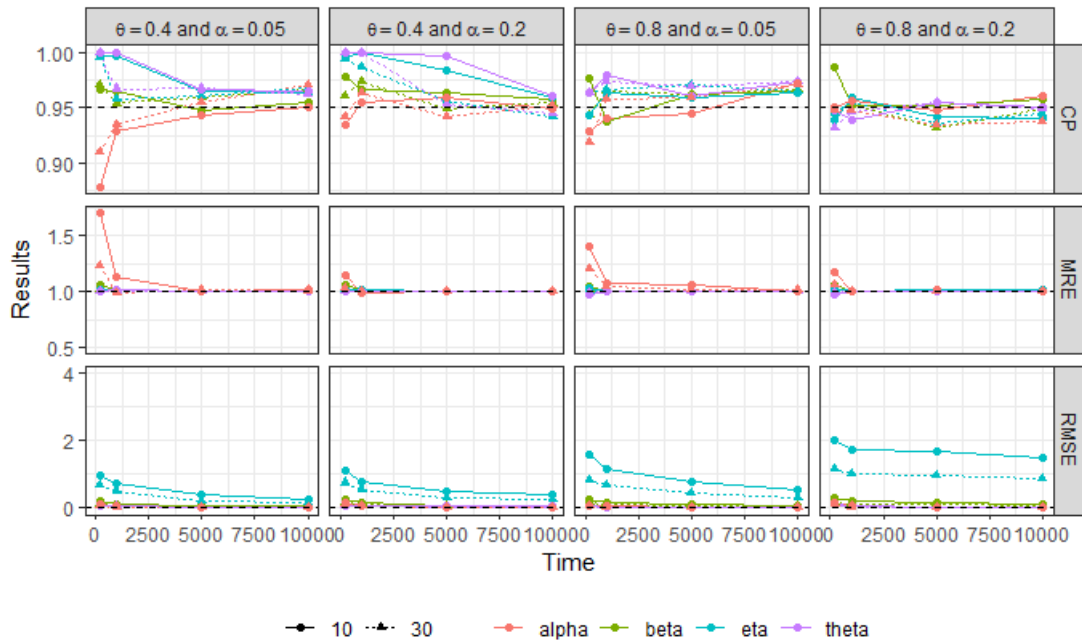 θ = 0.4 and α = 0.05 θ = 0.4 and α = 0.2 θ = 0.8 and α = 0.05 θ = 0.8 and α = 0.2
1.00
0.95
0.90
CP
1.5
1.0
0.5
MRE
4
2
0
RMSE
Results
0 2500 5000 7500 10000 2500 5000 7500 10000 2500 5000 7500 10000 2500 5000 7500 10000
Time
10 30 alpha beta eta theta